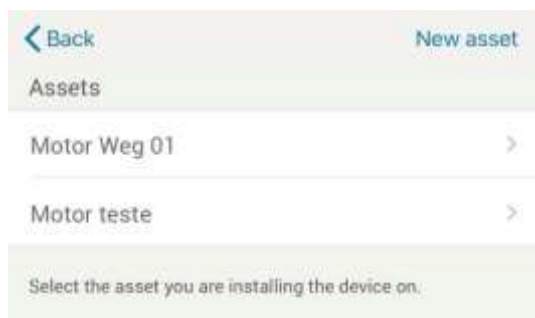 Back
New asset
Assets
Motor Weg 01
Motor teste
Select the asset you are installing the device on.